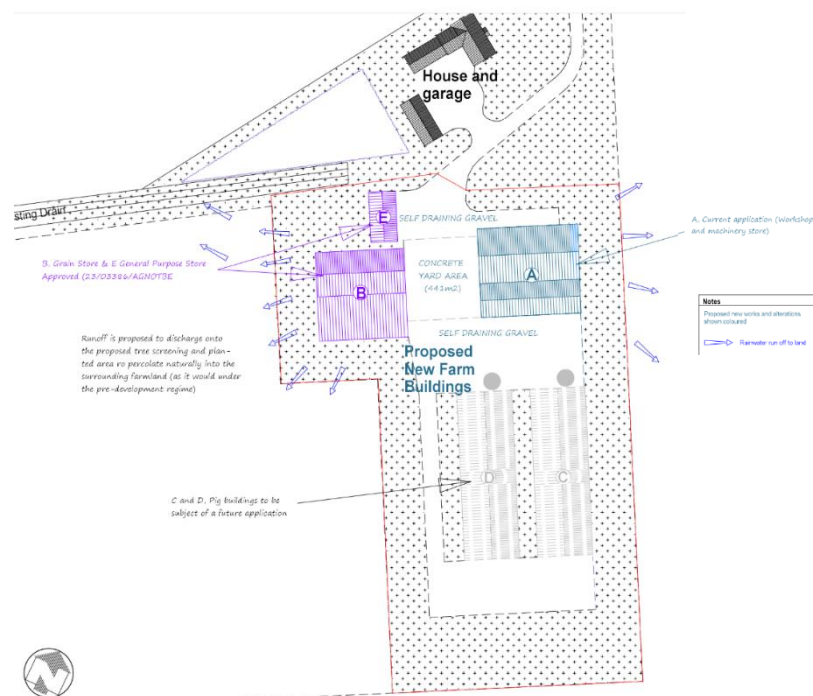 House and
garage
sting Drain
E
SELF DRAINING GRAVEL
A. Current application (Workshop
and machinery store)
B. Grain Store & E General Purpose Store
Approved (23/03386/AGNOT3E
CONCRETE
YARD AREA
(441m2)
A
B
Notes
Proposed new works and alterations
shown coloured
Rainwater run off to land
SELF DRAINING GRAVEL
Runoff is proposed to discharge onto
the proposed tree screening and plan-
ted area ro percolate naturally into the
surrounding farmland (as it would under
the pre-development regime)
Proposed
New Farm
Buildings
D
C
C and D. Pig buildings to be
subject of a future application
N